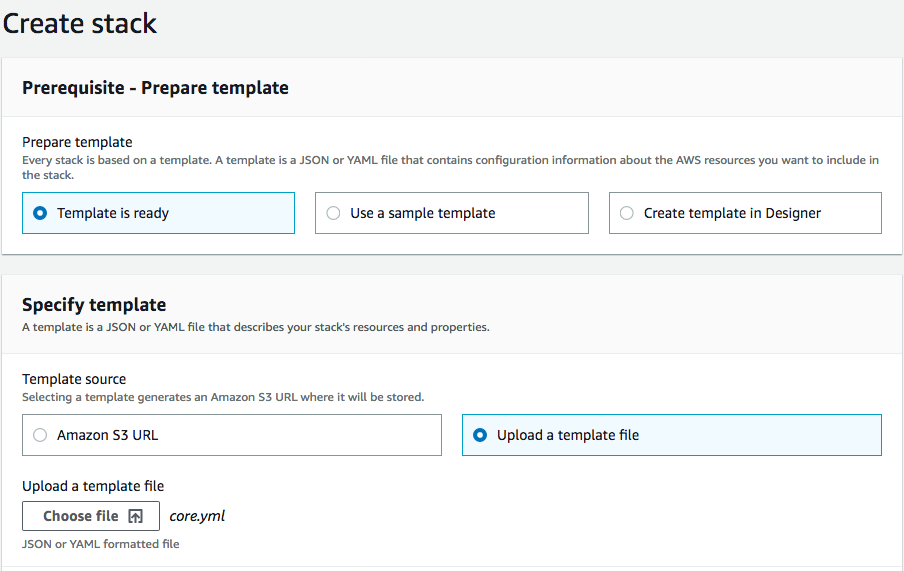 Create stack
Prerequisite - Prepare template
Prepare template
Every stack is based on a template. A template is a JSON or YAML file that contains configuration information about the AWS resources you want to include in
the stack.
Template is ready
Use a sample template
Create template in Designer
Specify template
A template is a JSON or YAML file that describes your stack's resources and properties.
Template source
Selecting a template generates an Amazon S3 URL where it will be stored.
Amazon S3 URL
Upload a template file
Upload a template file
Choose file
core.yml
JSON or YAML formatted file